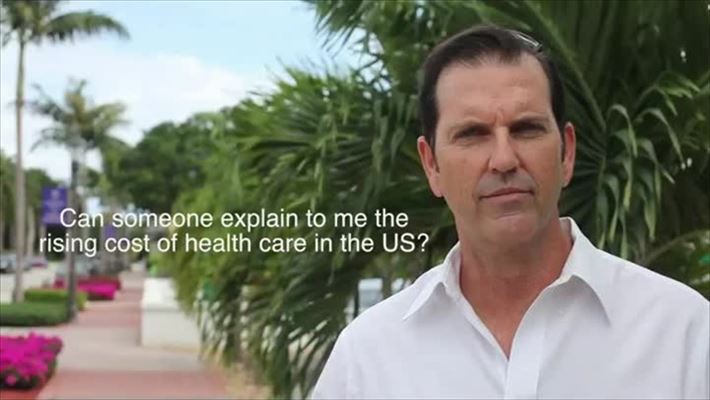 Can someone explain to me the
rising cost of health care in the US?